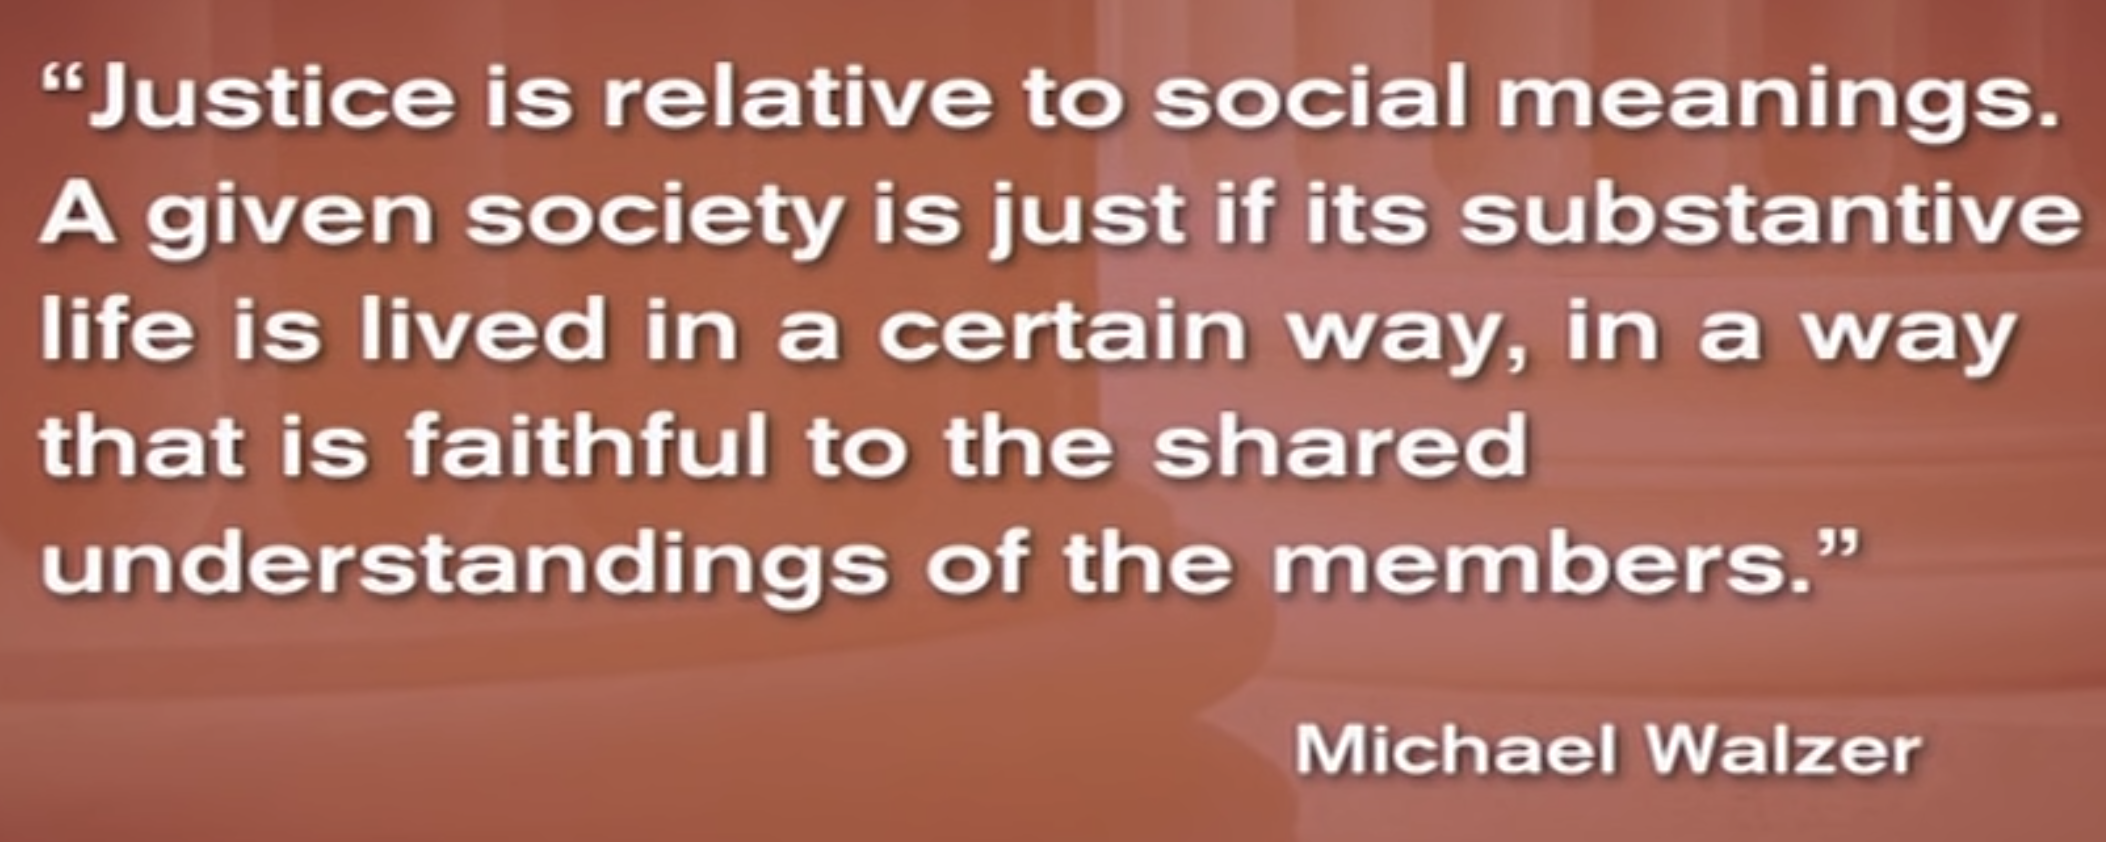 “Justice is relative to social meanings.
A given society is just if its substantive
life is lived in a certain way, in a way
that is faithful to the shared
understandings of the members.”
Michael Walzer